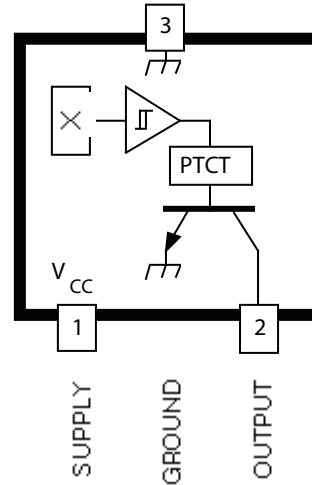 3
X
PTCT
V CC
1
2
SUPPLY
GROUND
OUTPUT